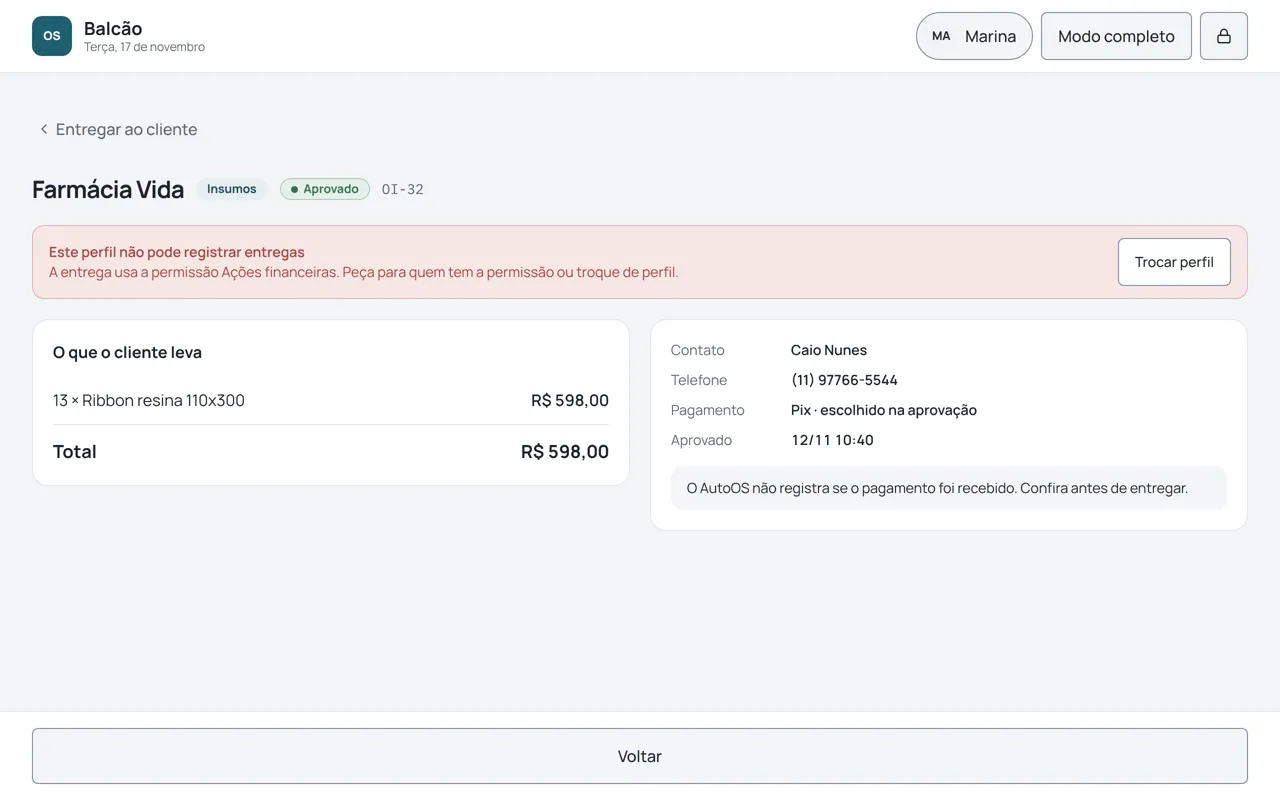 OS
Balcão
Terça, 17 de novembro
MA Marina
Modo completo
Entregar ao cliente
Farmácia Vida
Insumos
Aprovado
OI-32
Este perfil não pode registrar entregas
A entrega usa a permissão Ações financeiras. Peça para quem tem a permissão ou troque de perfil.
Trocar perfil
O que o cliente leva
13 × Ribbon resina 110x300 R$ 598,00
Total R$ 598,00
Contato Caio Nunes
Telefone (11) 97766-5544
Pagamento Pix · escolhido na aprovação
Aprovado 12/11 10:40
O AutoOS não registra se o pagamento foi recebido. Confira antes de entregar.
Voltar